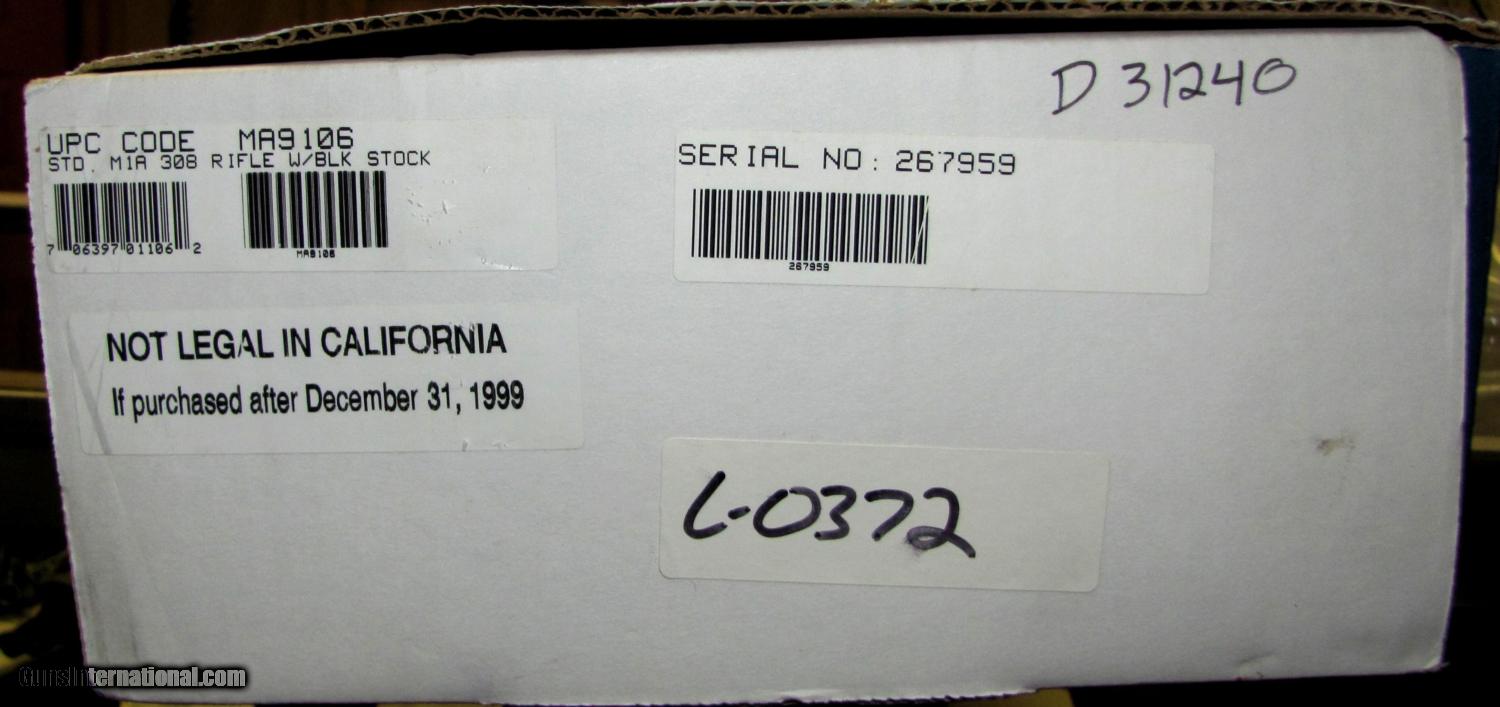 D 31240
UPC CODE MA9106
STD. M1A 308 RIFLE W/BLK STOCK
7 06397 01106 2
MA9106
SERIAL NO: 267959
267959
NOT LEGAL IN CALIFORNIA
If purchased after December 31, 1999
L-0372
GunsInternational.com